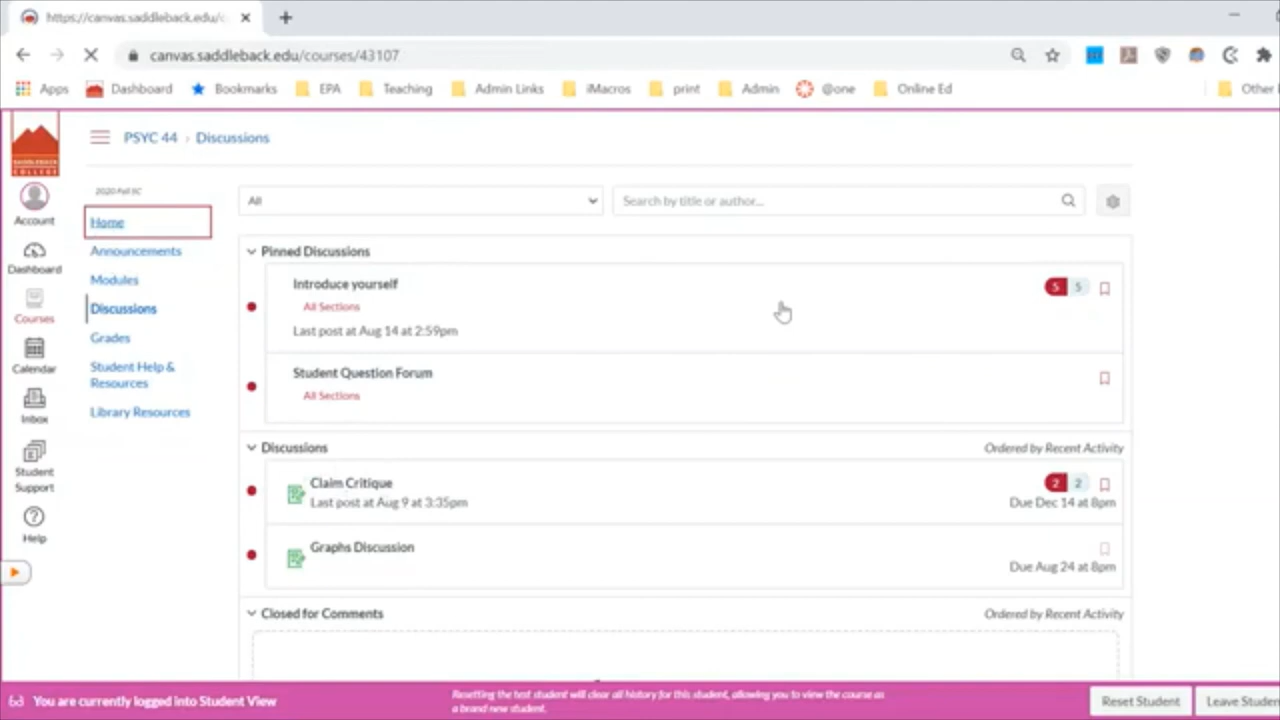 https://canvas.saddleback.edu/c
canvas.saddleback.edu/courses/43107
Apps Dashboard Bookmarks EPA Teaching Admin Links iMacros print Admin @one Online Ed Other
SADDLEBACK
COLLEGE
PSYC 44 › Discussions
2020 Fall SC
Account
Dashboard
Courses
Calendar
Inbox
Student
Support
Help
Home
Announcements
Modules
Discussions
Grades
Student Help &
Resources
Library Resources
All
Search by title or author...
Pinned Discussions
Introduce yourself
5 5
All Sections
Last post at Aug 14 at 2:59pm
Student Question Forum
All Sections
Discussions Ordered by Recent Activity
Claim Critique
2 2
Last post at Aug 9 at 3:35pm Due Dec 14 at 8pm
Graphs Discussion
Due Aug 24 at 8pm
Closed for Comments Ordered by Recent Activity
You are currently logged into Student View
Resetting the test student will clear all history for this student, allowing you to view the course as
a brand new student.
Reset Student
Leave Studen